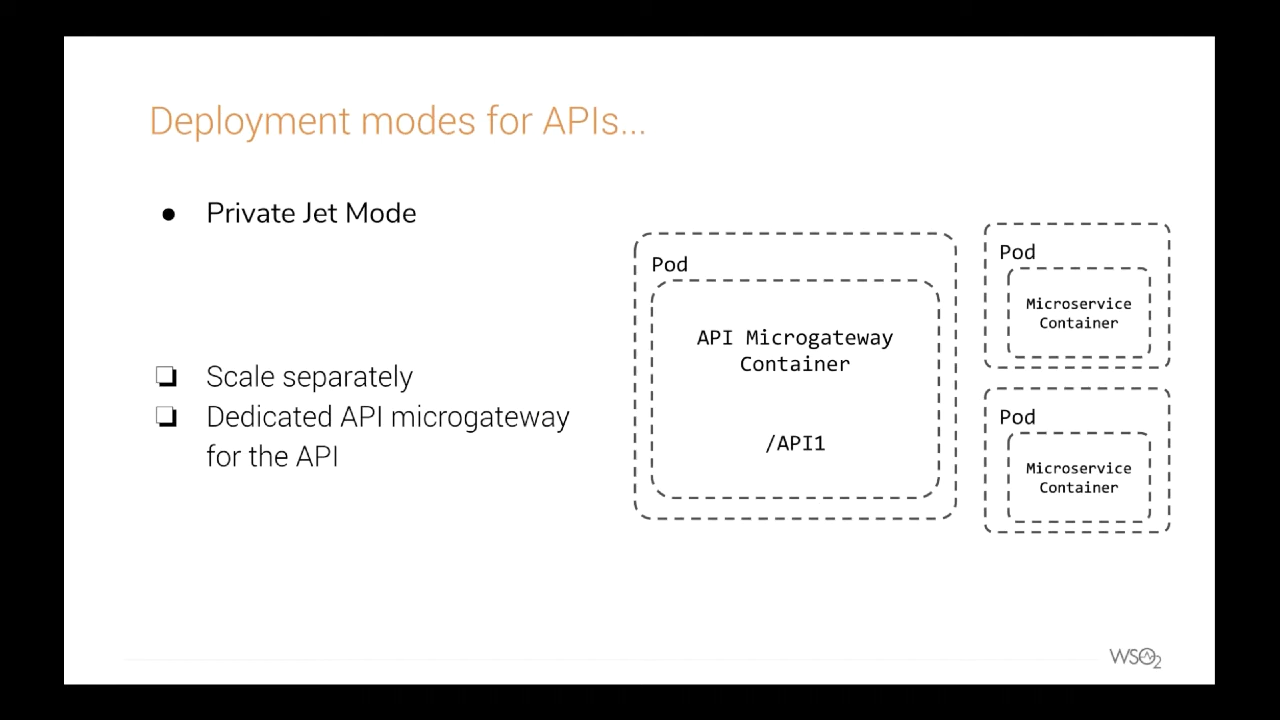 Deployment modes for APIs...
● Private Jet Mode
❏ Scale separately
❏ Dedicated API microgateway
for the API
Pod
API Microgateway
Container
/API1
Pod
Microservice
Container
Pod
Microservice
Container
WSO2